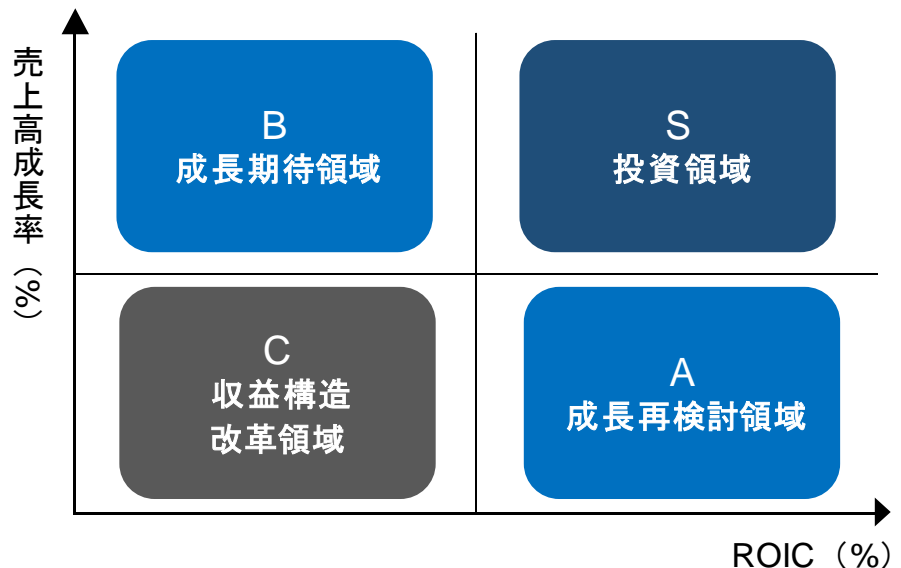 売上高成長率（％）
B
成長期待領域
S
投資領域
C
収益構造
改革領域
A
成長再検討領域
ROIC（％）